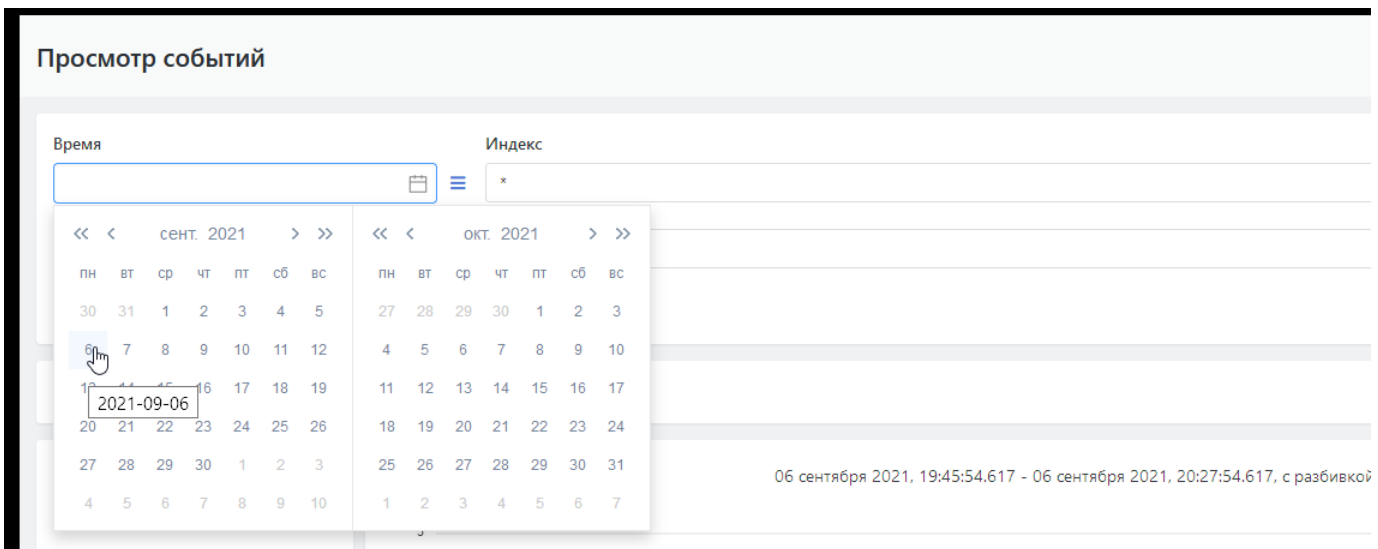 Просмотр событий
Время Индекс
*
сент. 2021 окт. 2021
пн вт ср чт пт сб вс пн вт ср чт пт сб вс
30 31 1 2 3 4 5 27 28 29 30 1 2 3
6 7 8 9 10 11 12 4 5 6 7 8 9 10
16 17 18 19 11 12 13 14 15 16 17
2021-09-06
20 21 22 23 24 25 26 18 19 20 21 22 23 24
27 28 29 30 1 2 3 25 26 27 28 29 30 31
06 сентября 2021, 19:45:54.617 - 06 сентября 2021, 20:27:54.617, с разбивкой
4 5 6 7 8 9 10 1 2 3 4 5 6 7